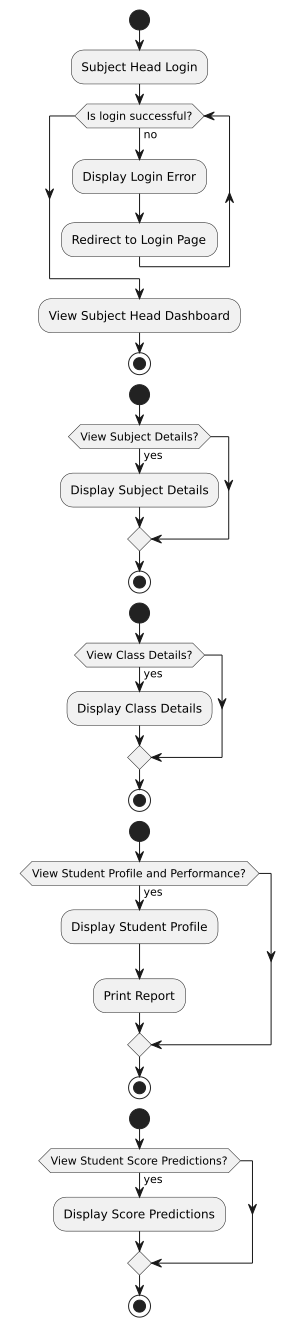 Subject Head Login
Is login successful?
no
Display Login Error
Redirect to Login Page
View Subject Head Dashboard
View Subject Details?
yes
Display Subject Details
View Class Details?
yes
Display Class Details
View Student Profile and Performance?
yes
Display Student Profile
Print Report
View Student Score Predictions?
yes
Display Score Predictions